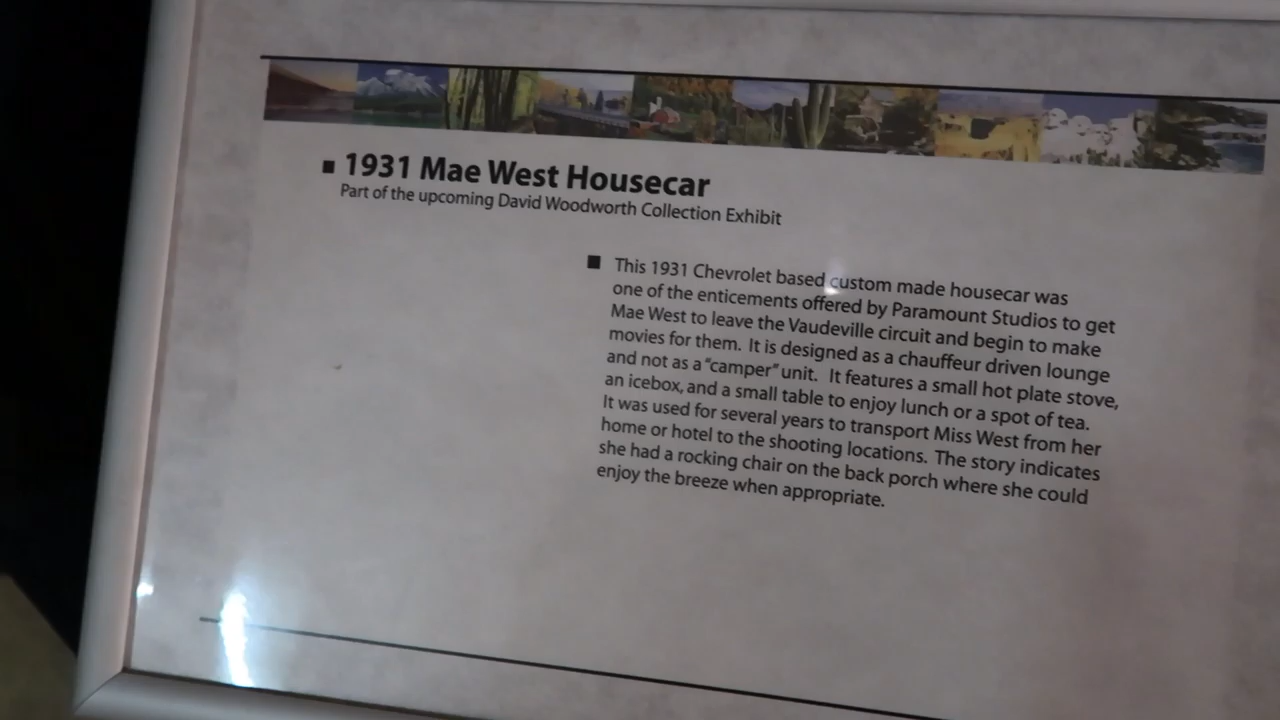 1931 Mae West Housecar
Part of the upcoming David Woodworth Collection Exhibit
This 1931 Chevrolet based custom made housecar was
one of the enticements offered by Paramount Studios to get
Mae West to leave the Vaudeville circuit and begin to make
movies for them. It is designed as a chauffeur driven lounge
and not as a "camper" unit. It features a small hot plate stove,
an icebox, and a small table to enjoy lunch or a spot of tea.
It was used for several years to transport Miss West from her
home or hotel to the shooting locations. The story indicates
she had a rocking chair on the back porch where she could
enjoy the breeze when appropriate.